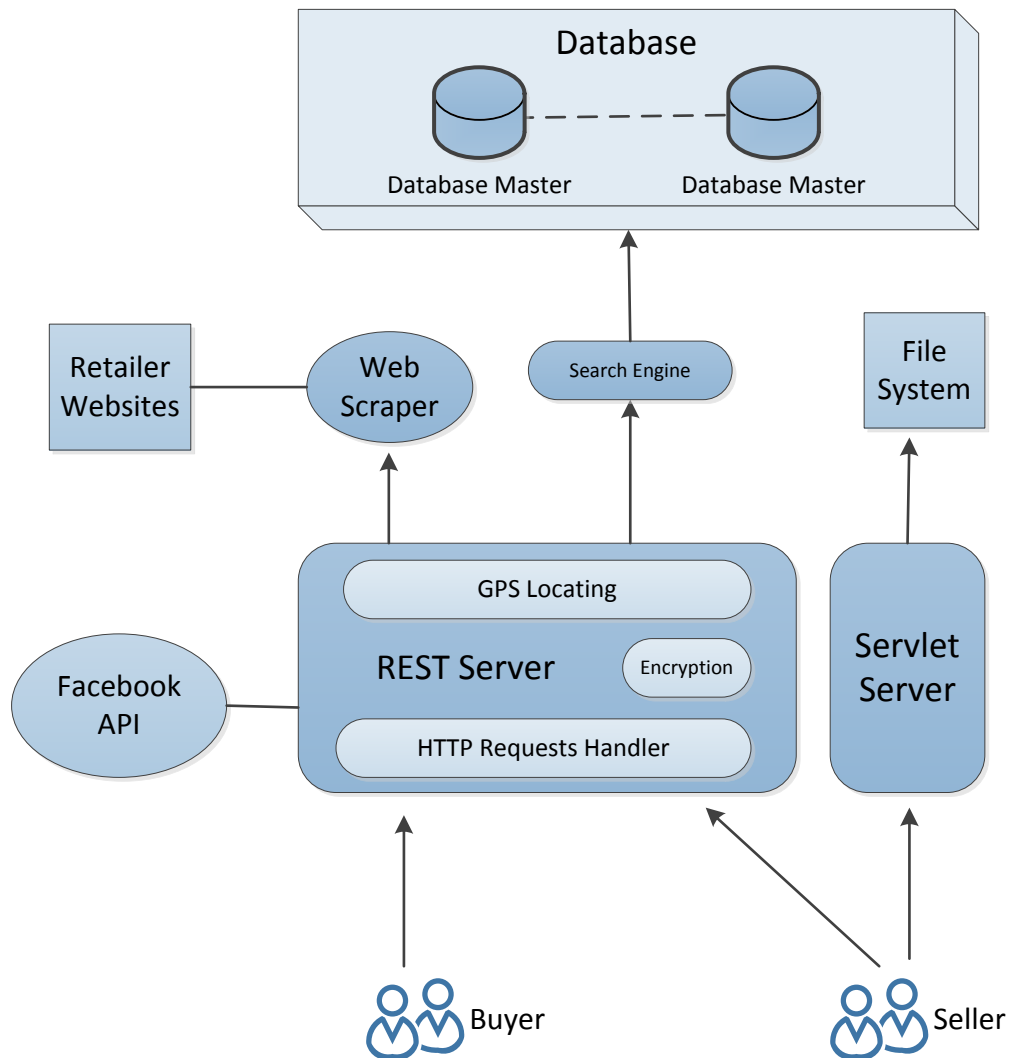 Database
Database Master
Database Master
Retailer
Websites
Web
Scraper
Search Engine
File
System
GPS Locating
REST Server
Encryption
HTTP Requests Handler
Servlet
Server
Facebook
API
Buyer
Seller